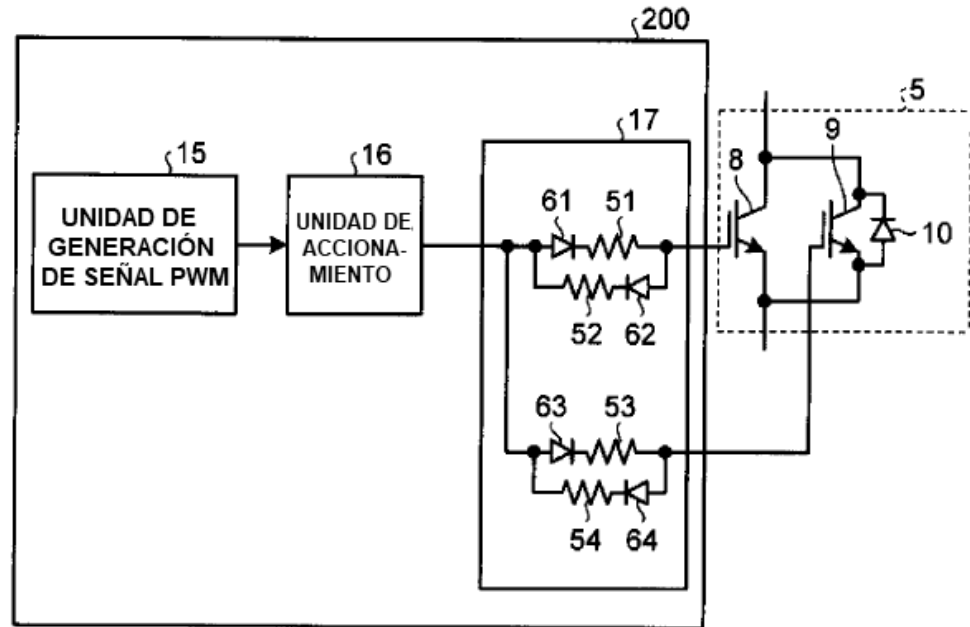 200
5
17
9
15
16
8
61
51
UNIDAD DE
GENERACIÓN
DE SEÑAL PWM
UNIDAD DE
ACCIONA-
MIENTO
10
52
62
63
53
54
64